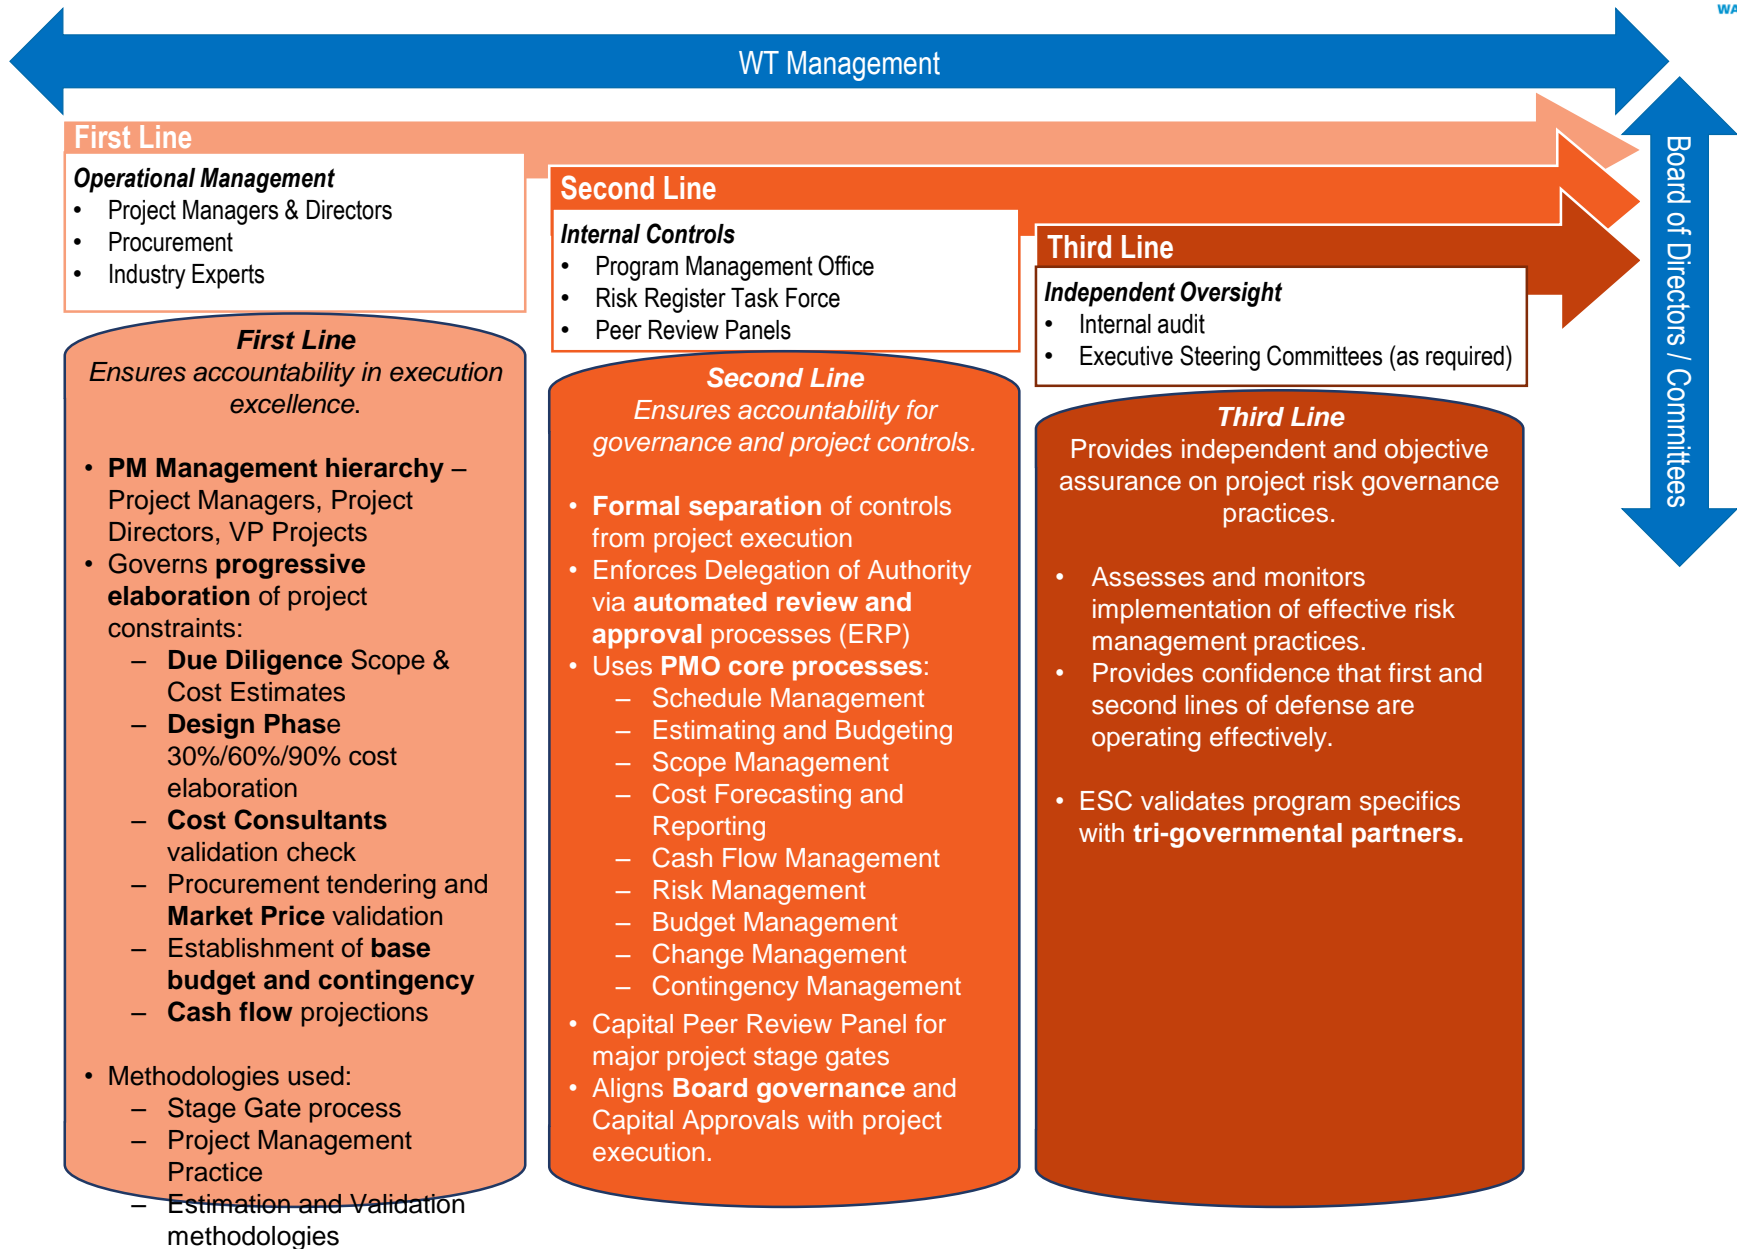 WA
WT Management
First Line
Operational Management
• Project Managers & Directors
• Procurement
• Industry Experts
First Line
Ensures accountability in execution
excellence.
• PM Management hierarchy –
Project Managers, Project
Directors, VP Projects
• Governs progressive
elaboration of project
constraints:
– Due Diligence Scope &
Cost Estimates
– Design Phase
30%/60%/90% cost
elaboration
– Cost Consultants
validation check
– Procurement tendering and
Market Price validation
– Establishment of base
budget and contingency
– Cash flow projections
• Methodologies used:
– Stage Gate process
– Project Management
Practice
– Estimation and Validation
methodologies
Second Line
Internal Controls
• Program Management Office
• Risk Register Task Force
• Peer Review Panels
Second Line
Ensures accountability for
governance and project controls.
• Formal separation of controls
from project execution
• Enforces Delegation of Authority
via automated review and
approval processes (ERP)
• Uses PMO core processes:
– Schedule Management
– Estimating and Budgeting
– Scope Management
– Cost Forecasting and
Reporting
– Cash Flow Management
– Risk Management
– Budget Management
– Change Management
– Contingency Management
• Capital Peer Review Panel for
major project stage gates
• Aligns Board governance and
Capital Approvals with project
execution.
Third Line
Independent Oversight
• Internal audit
• Executive Steering Committees (as required)
Third Line
Provides independent and objective
assurance on project risk governance
practices.
• Assesses and monitors
implementation of effective risk
management practices.
• Provides confidence that first and
second lines of defense are
operating effectively.
• ESC validates program specifics
with tri-governmental partners.
Board of Directors / Committees